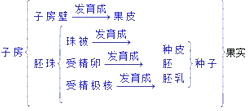 子房壁 发育成 果皮
珠被 发育成 种皮
子房 胚珠 受精卵 发育成 胚 种子 果实
受精极核 发育成 胚乳